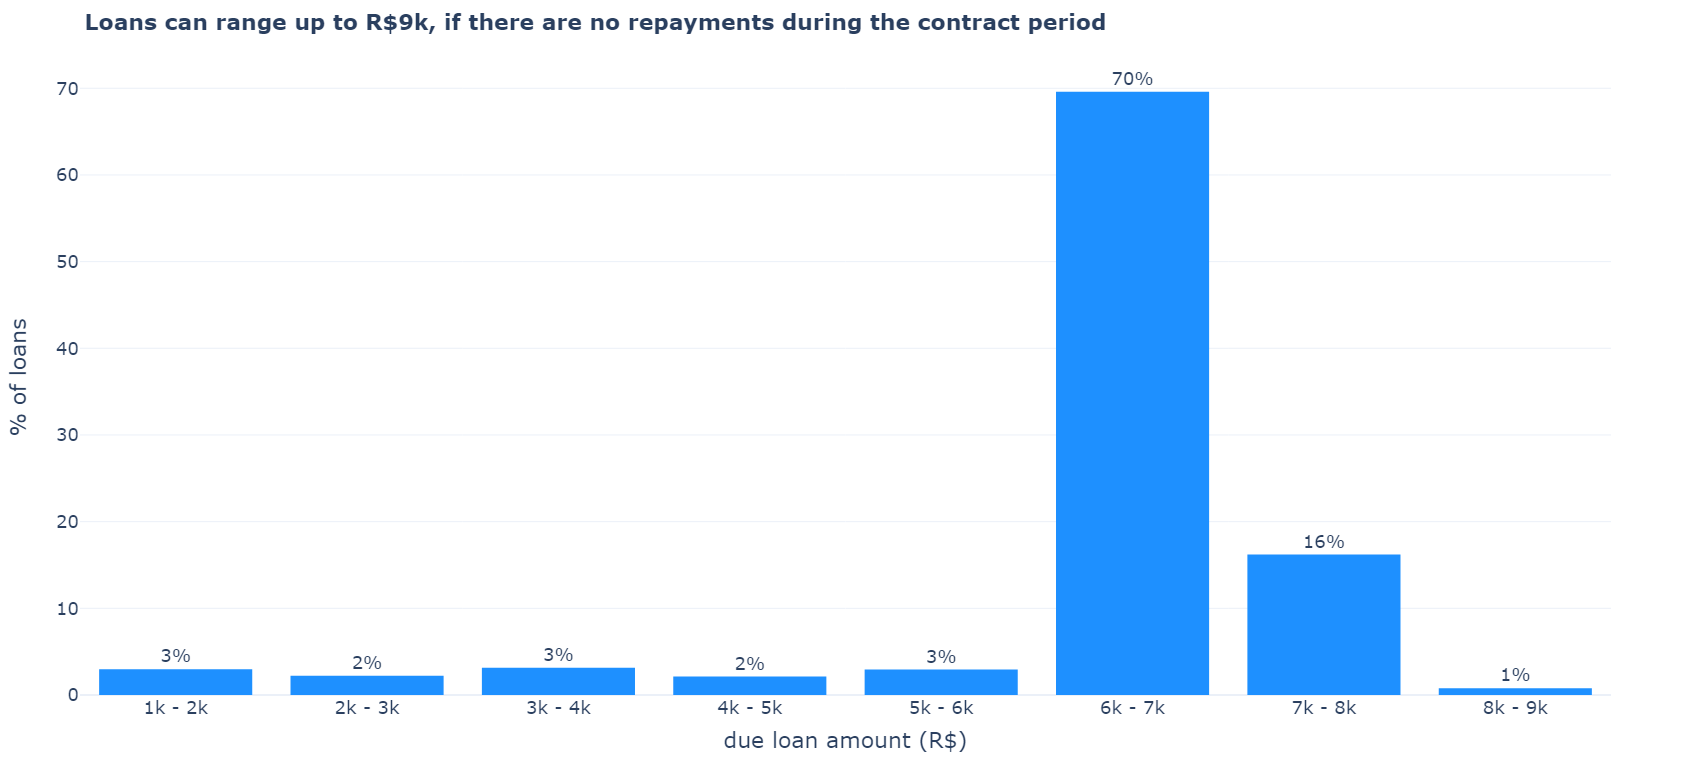 Loans can range up to R$9k, if there are no repayments during the contract period
% of loans
70
60
50
40
30
20
10
0
3%
2%
3%
2%
3%
70%
16%
1%
1k - 2k
2k - 3k
3k - 4k
4k - 5k
5k - 6k
6k - 7k
7k - 8k
8k - 9k
due loan amount (R$)